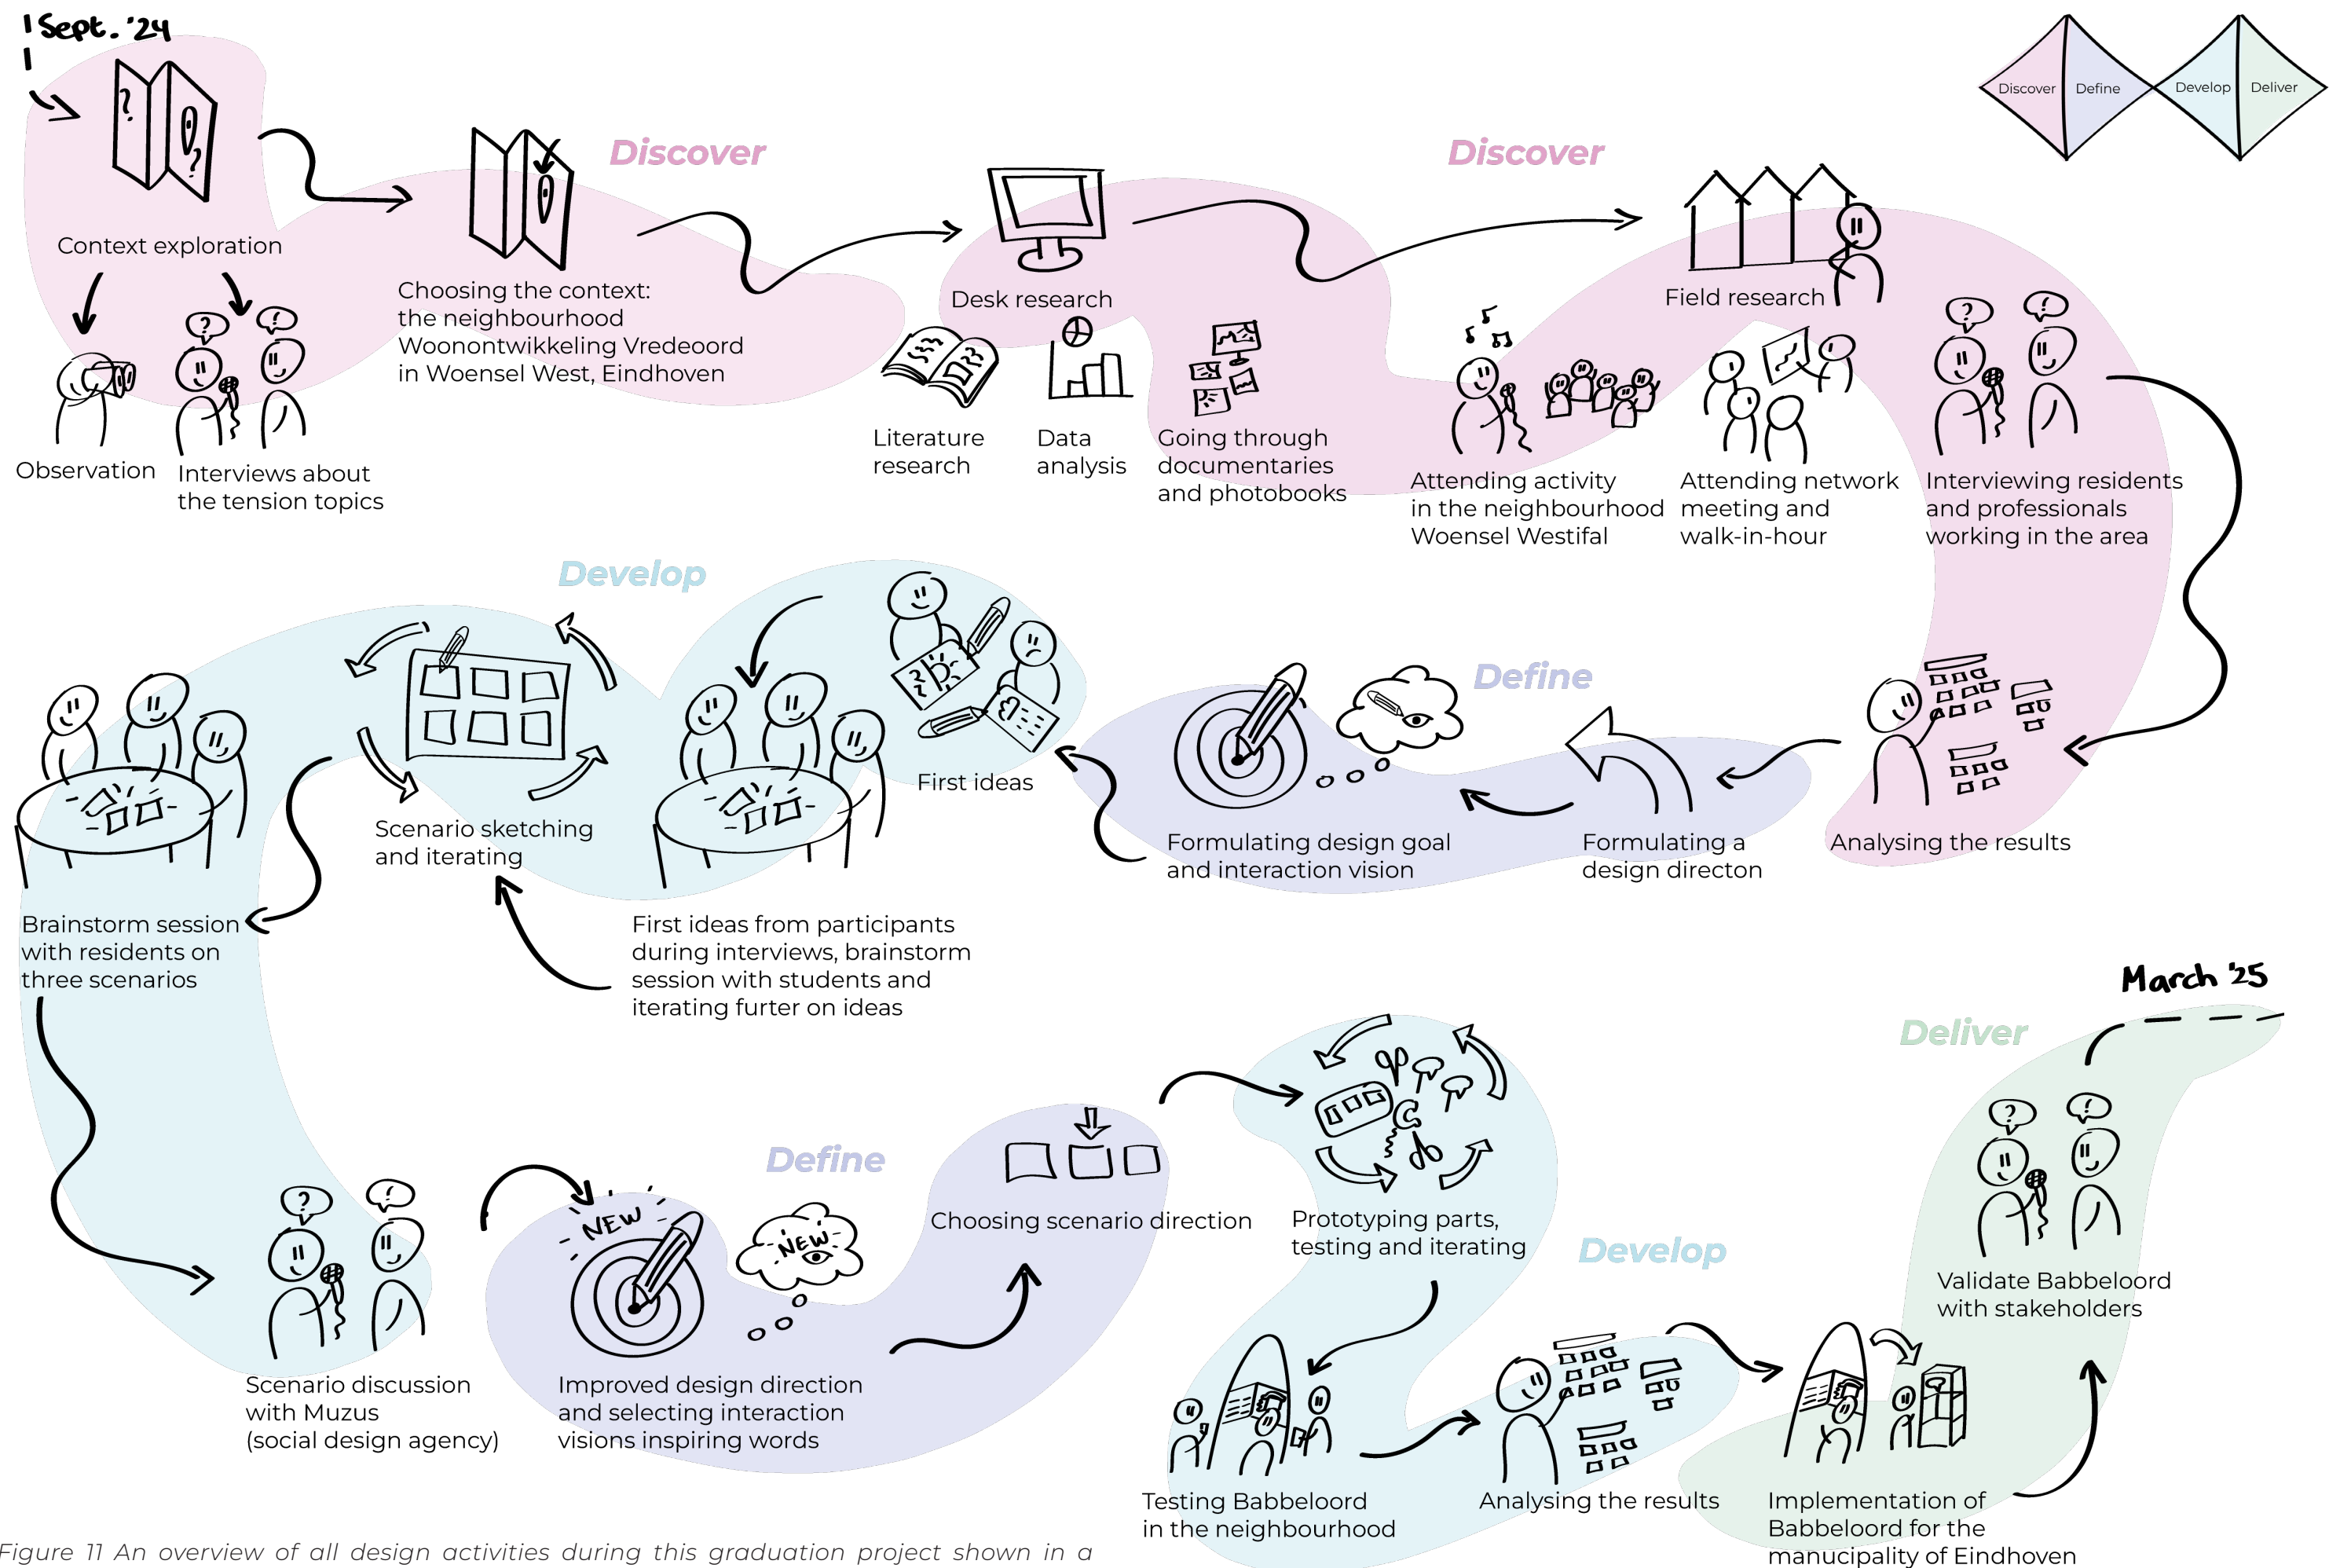 Sept. '24
Discover
Define
Develop
Deliver
Discover
Discover
Context exploration
Observation
Interviews about
the tension topics
Choosing the context:
the neighbourhood
Woonontwikkeling Vredeoord
in Woensel West, Eindhoven
Desk research
Literature
research
Data
analysis
Going through
documentaries
and photobooks
Field research
Attending activity
in the neighbourhood
Woensel Westifal
Attending network
meeting and
walk-in-hour
?
!
Interviewing residents
and professionals
working in the area
Analysing the results
Define
Formulating a
design directon
Formulating design goal
and interaction vision
Develop
First ideas
First ideas from participants
during interviews, brainstorm
session with students and
iterating furter on ideas
Scenario sketching
and iterating
Brainstorm session
with residents on
three scenarios
?
!
Scenario discussion
with Muzus
(social design agency)
Define
NEW
NEW
Improved design direction
and selecting interaction
visions inspiring words
Choosing scenario direction
Prototyping parts,
testing and iterating
Develop
Testing Babbeloord
in the neighbourhood
Analysing the results
Deliver
Implementation of
Babbeloord for the
manucipality of Eindhoven
?
!
Validate Babbeloord
with stakeholders
March '25
Figure 11 An overview of all design activities during this graduation project shown in a